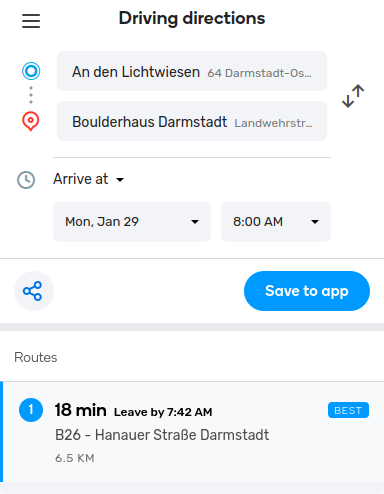 Driving directions
An den Lichtwiesen 64 Darmstadt-Os...
Boulderhaus Darmstadt Landwehrstr...
Arrive at
Mon, Jan 29 8:00 AM
Save to app
Routes
1 18 min Leave by 7:42 AM BEST
B26 - Hanauer Straße Darmstadt
6.5 KM